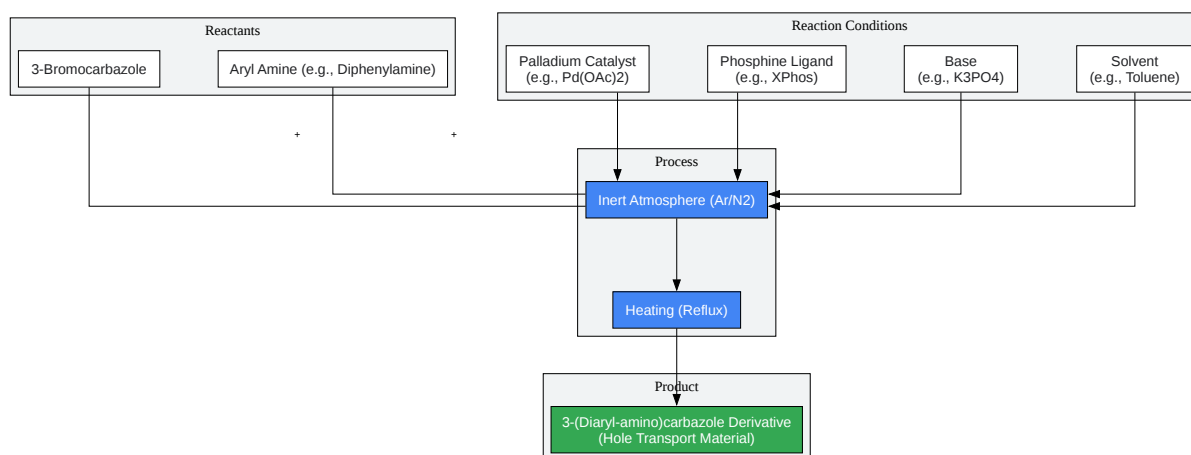 Reactants
3-Bromocarbazole
Aryl Amine (e.g., Diphenylamine)
Reaction Conditions
Palladium Catalyst
(e.g., Pd(OAc)2)
Phosphine Ligand
(e.g., XPhos)
Base
(e.g., K3PO4)
Solvent
(e.g., Toluene)
+
+
Process
Inert Atmosphere (Ar/N2)
Heating (Reflux)
Product
3-(Diaryl-amino)carbazole Derivative
(Hole Transport Material)